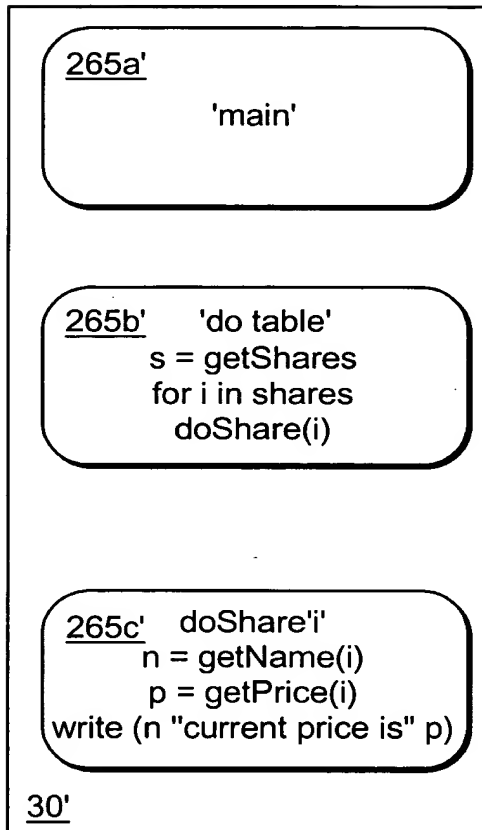 265a'
'main'
265b' 'do table'
s = getShares
for i in shares
doShare(i)
265c' doShare'i'
n = getName(i)
p = getPrice(i)
write (n "current price is" p)
30'